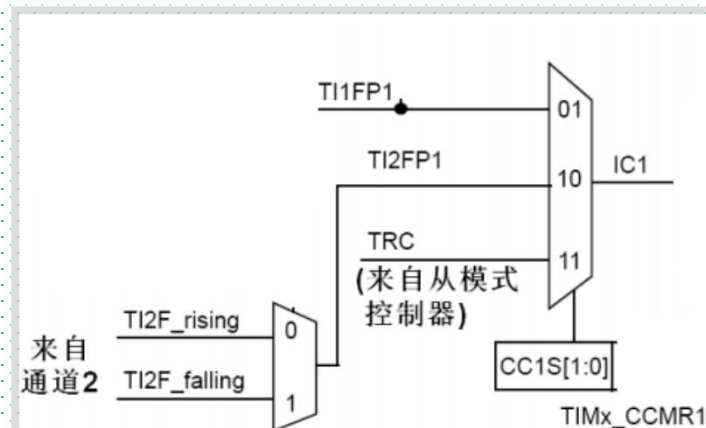 TI1FP1
01
TI2FP1
10
IC1
TRC
11
(来自从模式
控制器)
TI2F_rising
0
来自
通道2
TI2F_falling
1
CC1S[1:0]
TIMx_CCMR1